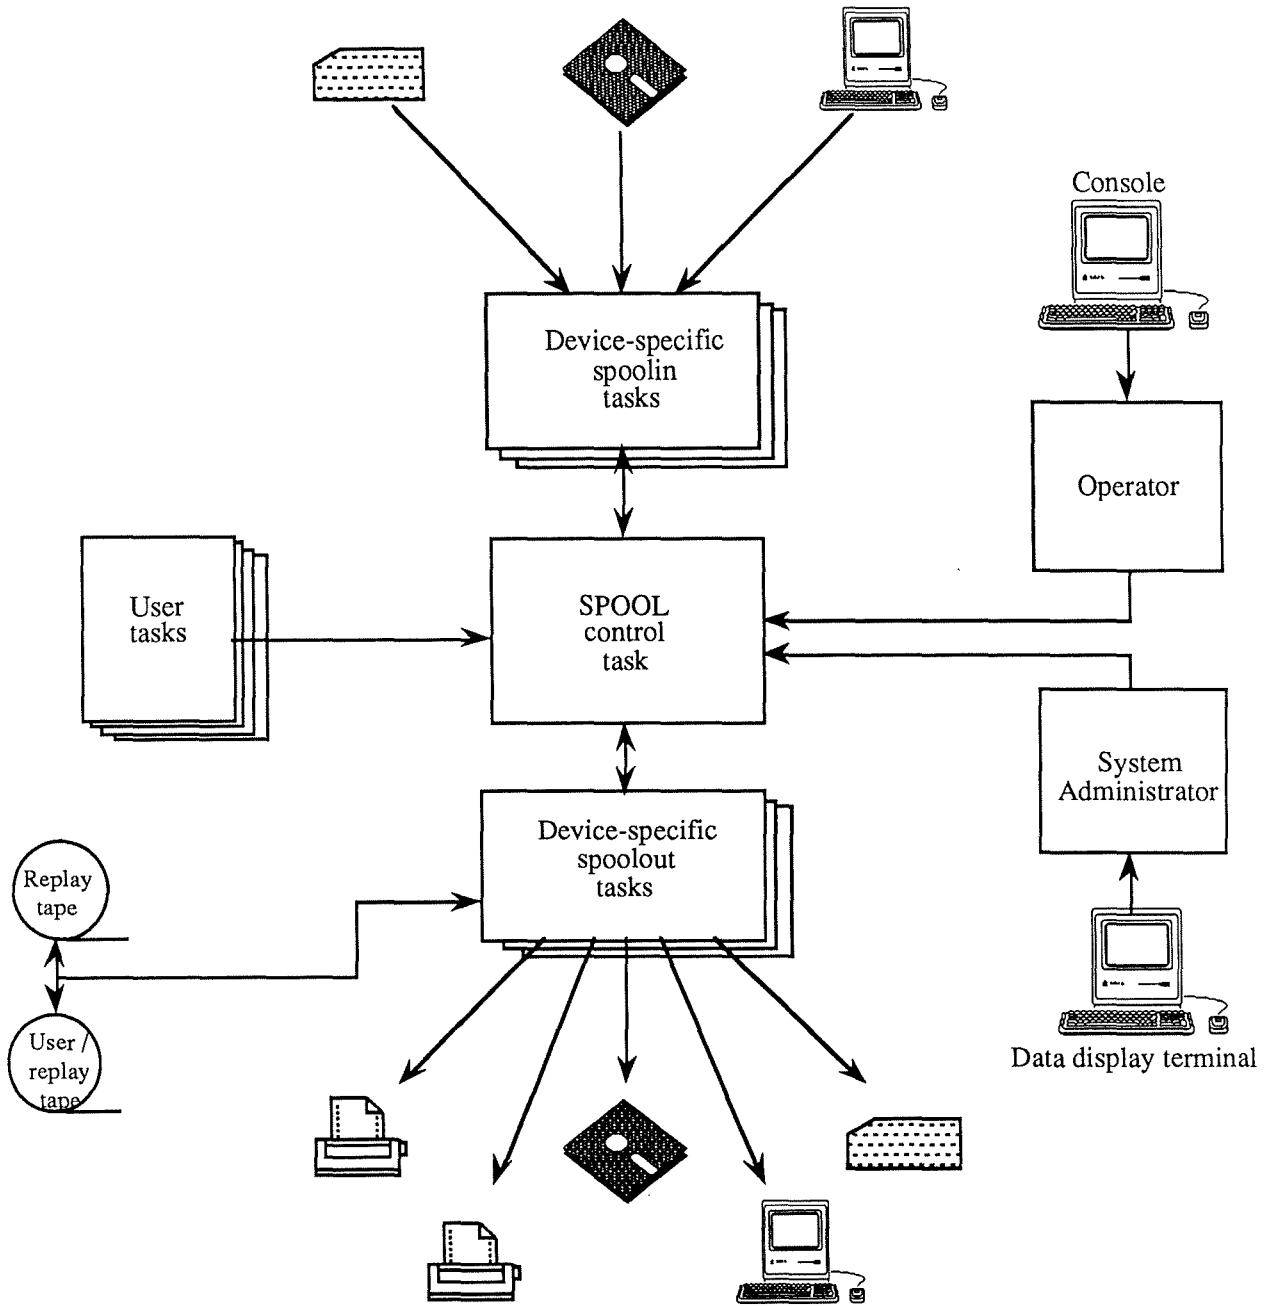 Console
Device-specific
spoolin
tasks
Operator
User
tasks
SPOOL
control
task
System
Administrator
Device-specific
spoolout
tasks
Replay
tape
User /
replay
tape
Data display terminal